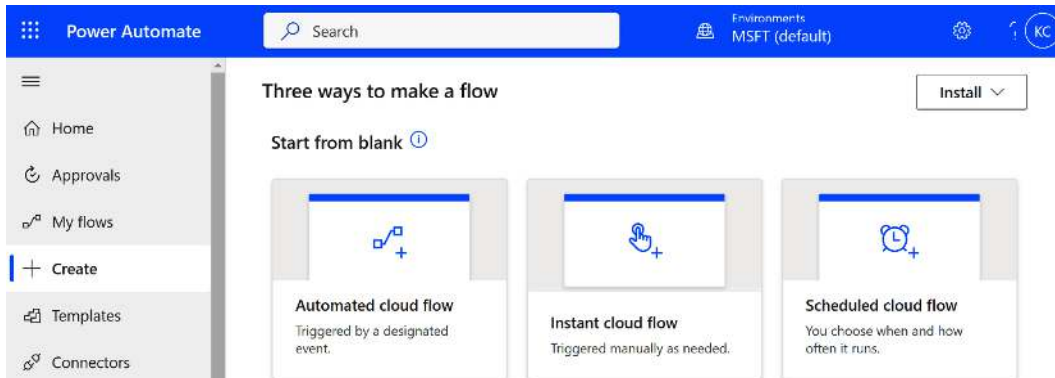 Power Automate
Search
Environments
MSFT (default)
KC
Home
Approvals
My flows
Create
Templates
Connectors
Three ways to make a flow
Install
Start from blank
Automated cloud flow
Triggered by a designated
event.
Instant cloud flow
Triggered manually as needed.
Scheduled cloud flow
You choose when and how
often it runs.